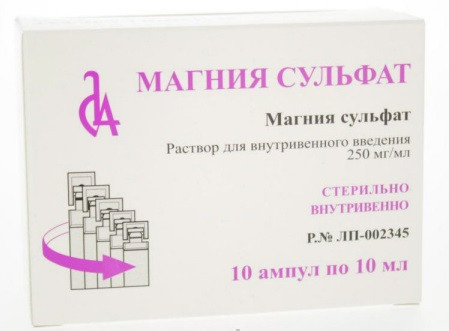 МАГНИЯ СУЛЬФАТ
Магния сульфат
Раствор для внутривенного введения
250 мг/мл
СТЕРИЛЬНО
ВНУТРИВЕННО
Р.№ ЛП-002345
10 ампул по 10 мл